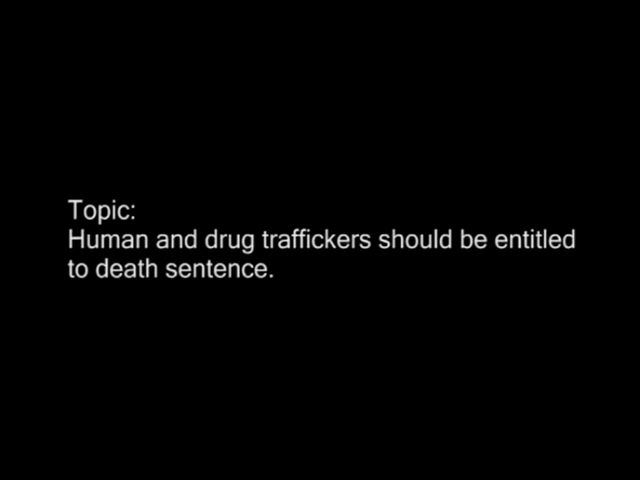 Topic:
Human and drug traffickers should be entitled
to death sentence.